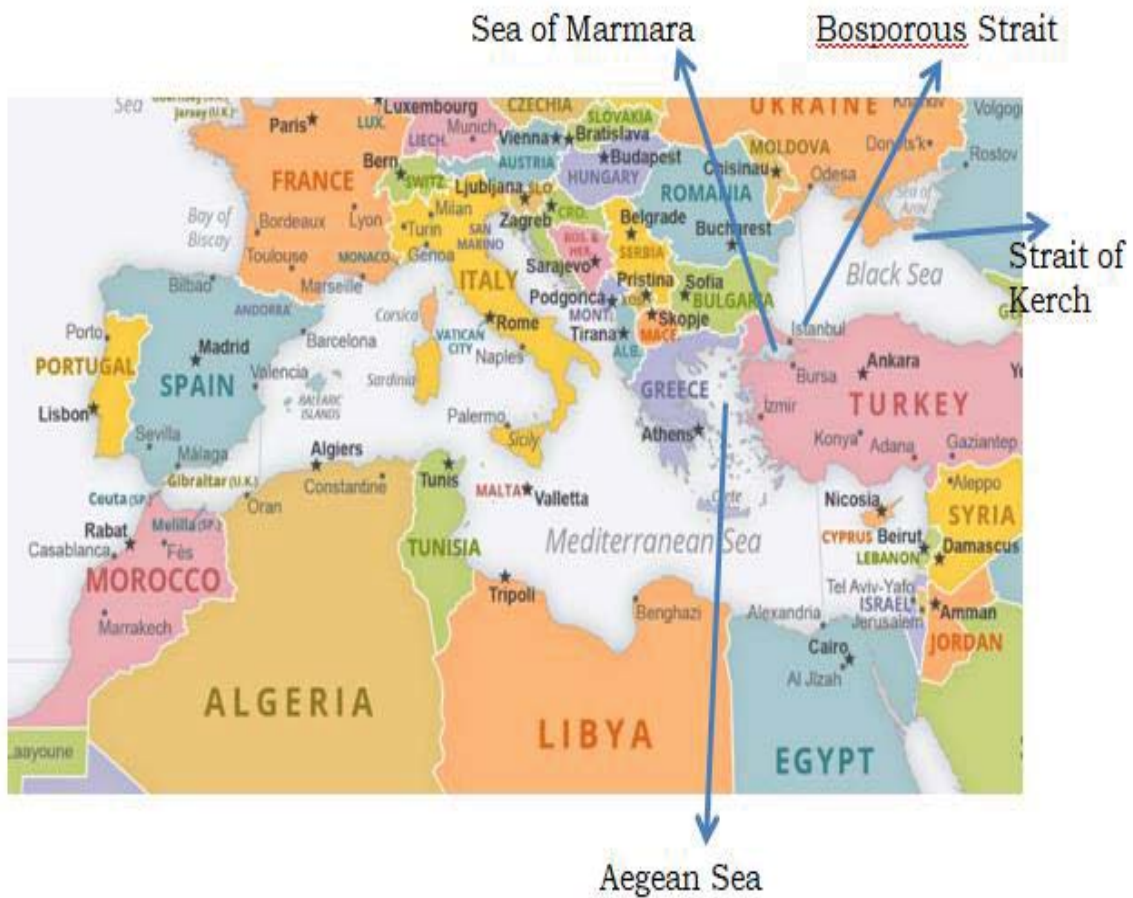 Sea of Marmara
Bosporous Strait
Sea
Jersey (U.K.)
Paris
Luxembourg
LUX.
CZECHIA
UKRAINE
Volgog
LIECH.
Munich
Vienna
SLOVAKIA
Bratislava
MOLDOVA
Donets'k
Rostov
Bern
SWITZ.
AUSTRIA
Budapest
HUNGARY
Chisinau
Odesa
FRANCE
Ljubljana
SLO
ROMANIA
Sea of
Azov
Bay of
Biscay
Bordeaux
Lyon
Milan
Turin
Zagreb
CRO.
Belgrade
Bucharest
Toulouse
MONACO
Genoa
SAN
MARINO
BOS. &
HER.
SERBIA
Black Sea
Strait of
Kerch
Bilbao
Marseille
ITALY
Sarajevo
Pristina
Sofia
ANDORRA
Corsica
Podgorica
MONT.
KOS.
BULGARIA
Porto
Rome
VATICAN
CITY
Tirana
Skopje
MACE.
Istanbul
Madrid
Barcelona
Naples
ALB.
Ankara
PORTUGAL
SPAIN
Valencia
Sardinia
GREECE
Bursa
TURKEY
BALEARIC
ISLANDS
Lisbon
Palermo
Izmir
Sevilla
Sicily
Athens
Konya
Adana
Gaziantep
Málaga
Algiers
Gibraltar (U.K.)
Constantine
Tunis
MALTA
Valletta
Crete
Nicosia
Aleppo
Ceuta (SP.)
Oran
SYRIA
Rabat
Melilla (SP.)
CYPRUS
Beirut
Casablanca
Fès
TUNISIA
Mediterranean Sea
LEBANON
Damascus
MOROCCO
Tripoli
Benghazi
Tel Aviv-Yafo
Alexandria
ISRAEL
Amman
Marrakech
Jerusalem
Cairo
JORDAN
Al Jīzah
ALGERIA
LIBYA
EGYPT
Laayoune
Aegean Sea